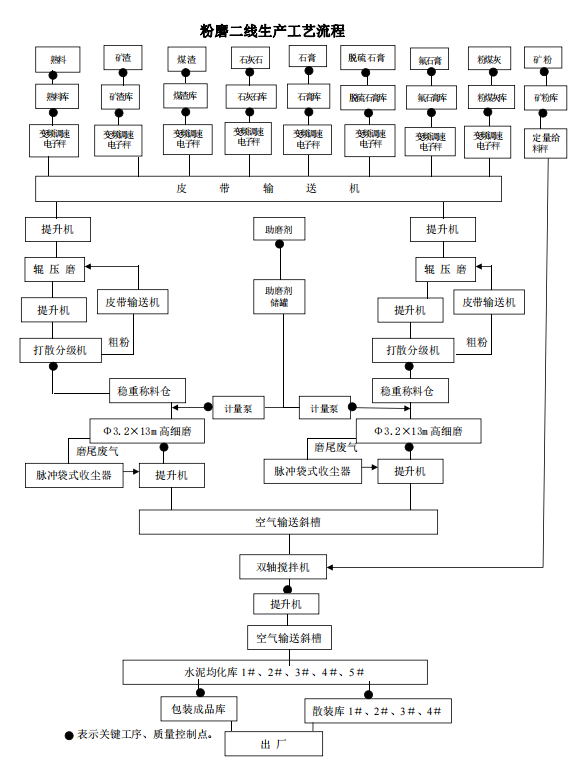 粉磨二线生产工艺流程
熟料 矿渣 煤渣 石灰石 石膏 脱硫石膏 氟石膏 粉煤灰 矿粉
熟料库 矿渣库 煤渣库 石灰石库 石膏库 脱硫石膏库 氟石膏库 粉煤灰库 矿粉库
变频调速 变频调速 变频调速 变频调速 变频调速 变频调速 变频调速 变频调速 定量给
电子秤 电子秤 电子秤 电子秤 电子秤 电子秤 电子秤 电子秤 料秤
皮带输送机
提升机 助磨剂 提升机
辊压磨 辊压磨
助磨剂
储罐
提升机 皮带输送机 提升机 皮带输送机
打散分级机 粗粉 打散分级机 粗粉
稳重称料仓 稳重称料仓
计量泵 计量泵
Φ3.2×13m高细磨 Φ3.2×13m高细磨
磨尾废气 磨尾废气
脉冲袋式收尘器 提升机 脉冲袋式收尘器 提升机
空气输送斜槽
双轴搅拌机
提升机
空气输送斜槽
水泥均化库 1#、2#、3#、4#、5#
包装成品库 散装库 1#、2#、3#、4#
●表示关键工序、质量控制点。
出厂